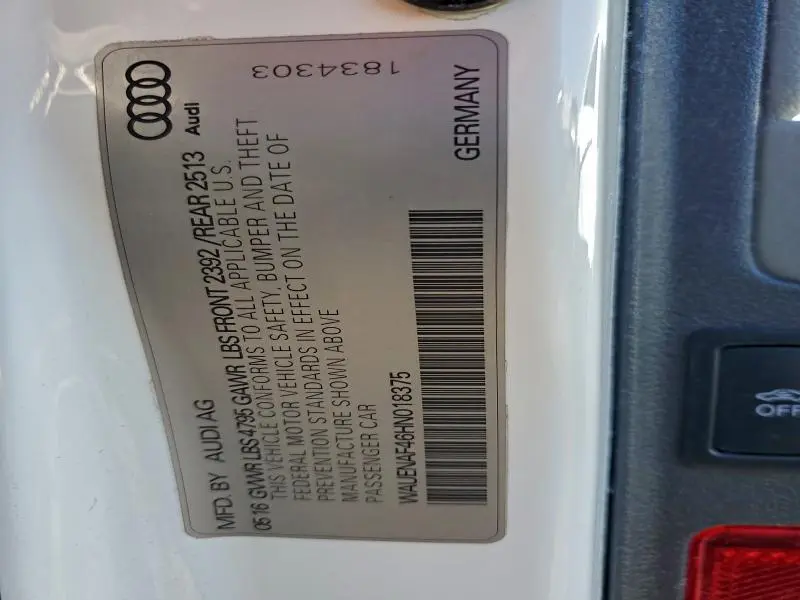 1834303
Audi
MFD. BY AUDI AG
0516 GVWR LBS 4795 GAWR LBS FRONT 2392/REAR 2513
THIS VEHICLE CONFORMS TO ALL APPLICABLE U.S.
FEDERAL MOTOR VEHICLE SAFETY, BUMPER AND THEFT
PREVENTION STANDARDS IN EFFECT ON THE DATE OF
MANUFACTURE SHOWN ABOVE
PASSENGER CAR
WAUENAF46HN018375
GERMANY
OFF